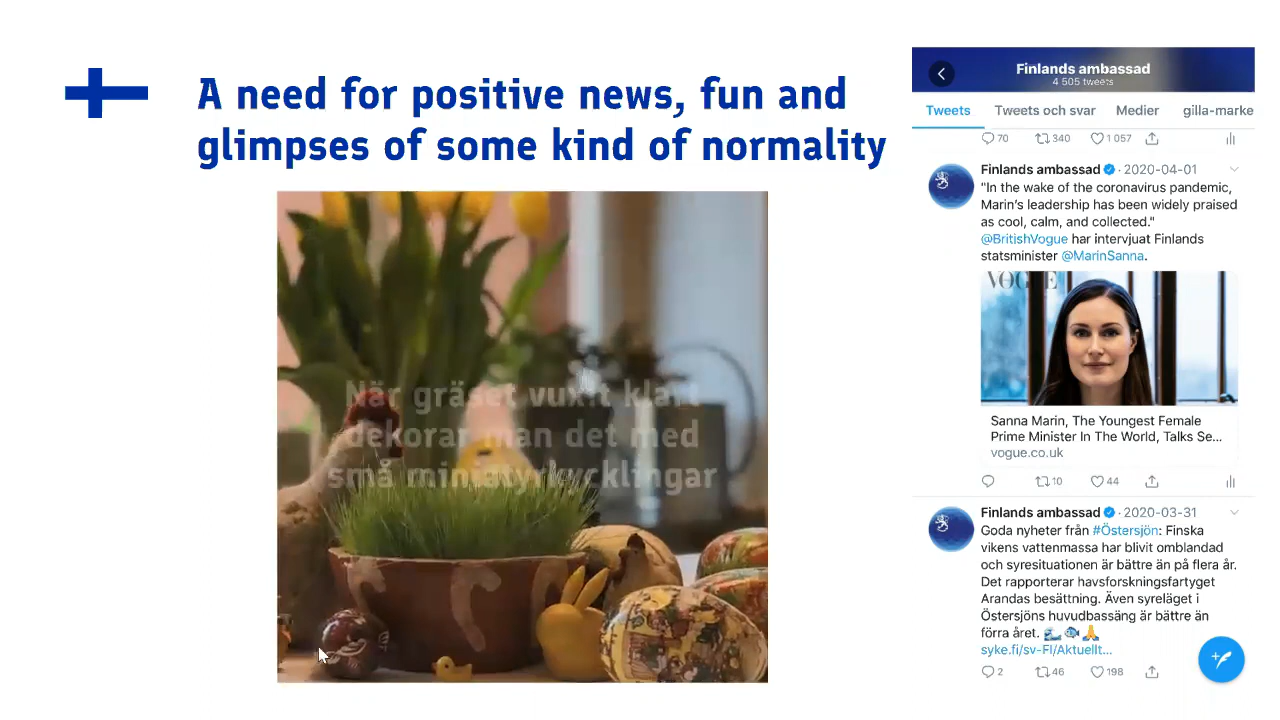 A need for positive news, fun and
glimpses of some kind of normality
När gräset vuxit klart
dekorar man det med
små miniatyrkycklingar
Finlands ambassad
4 505 tweets
Tweets Tweets och svar Medier gilla-marke
70 340 1 057
Finlands ambassad · 2020-04-01
"In the wake of the coronavirus pandemic,
Marin's leadership has been widely praised
as cool, calm, and collected."
@BritishVogue har intervjuat Finlands
statsminister @MarinSanna.
VOGUE
Sanna Marin, The Youngest Female
Prime Minister In The World, Talks Se...
vogue.co.uk
10 44
Finlands ambassad · 2020-03-31
Goda nyheter från #Östersjön: Finska
vikens vattenmassa har blivit omblandad
och syresituationen är bättre än på flera år.
Det rapporterar havsforskningsfartyget
Arandas besättning. Även syreläget i
Östersjöns huvudbassäng är bättre än
förra året.
syke.fi/sv-FI/Aktuellt...
2 46 198